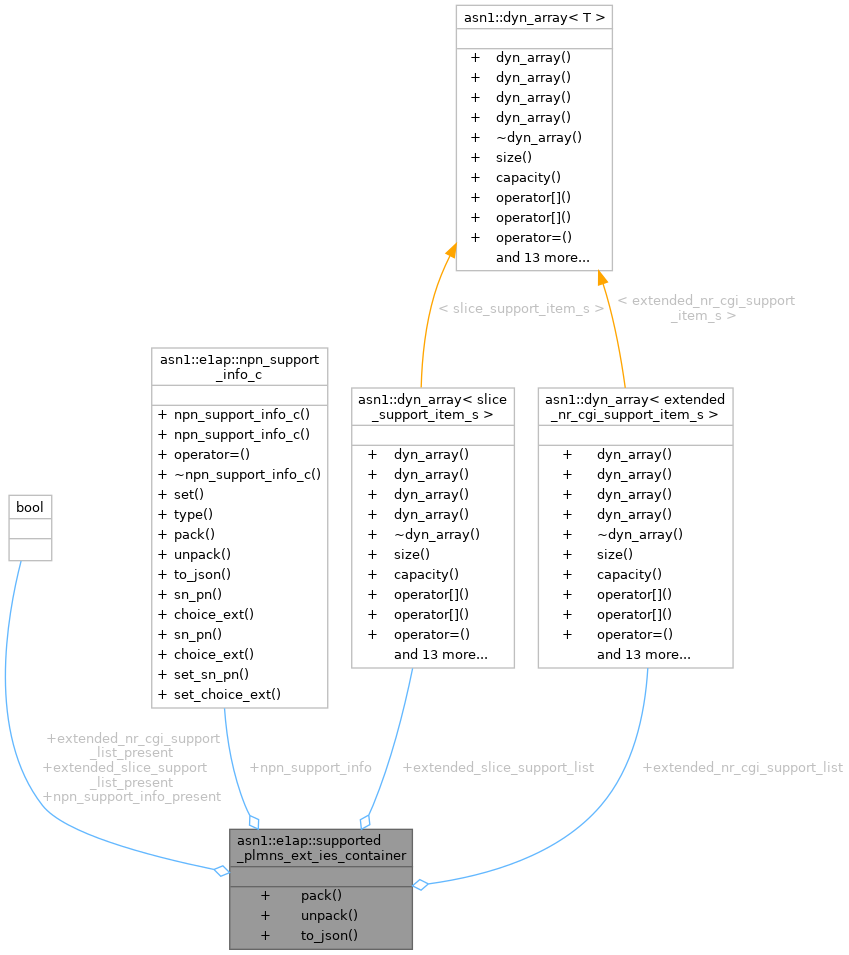 asn1::dyn_array< T >
+ dyn_array()
+ dyn_array()
+ dyn_array()
+ dyn_array()
+ ~dyn_array()
+ size()
+ capacity()
+ operator[]()
+ operator[]()
+ operator=()
and 13 more...
< slice_support_item_s >
< extended_nr_cgi_support
_item_s >
asn1::e1ap::npn_support
_info_c
+ npn_support_info_c()
+ npn_support_info_c()
+ operator=()
+ ~npn_support_info_c()
+ set()
+ type()
+ pack()
+ unpack()
+ to_json()
+ sn_pn()
+ choice_ext()
+ sn_pn()
+ choice_ext()
+ set_sn_pn()
+ set_choice_ext()
asn1::dyn_array< slice
_support_item_s >
+ dyn_array()
+ dyn_array()
+ dyn_array()
+ dyn_array()
+ ~dyn_array()
+ size()
+ capacity()
+ operator[]()
+ operator[]()
+ operator=()
and 13 more...
asn1::dyn_array< extended
_nr_cgi_support_item_s >
+ dyn_array()
+ dyn_array()
+ dyn_array()
+ dyn_array()
+ ~dyn_array()
+ size()
+ capacity()
+ operator[]()
+ operator[]()
+ operator=()
and 13 more...
bool
+extended_nr_cgi_support
_list_present
+extended_slice_support
_list_present
+npn_support_info_present
+npn_support_info
+extended_slice_support_list
+extended_nr_cgi_support_list
asn1::e1ap::supported
_plmns_ext_ies_container
+ pack()
+ unpack()
+ to_json()